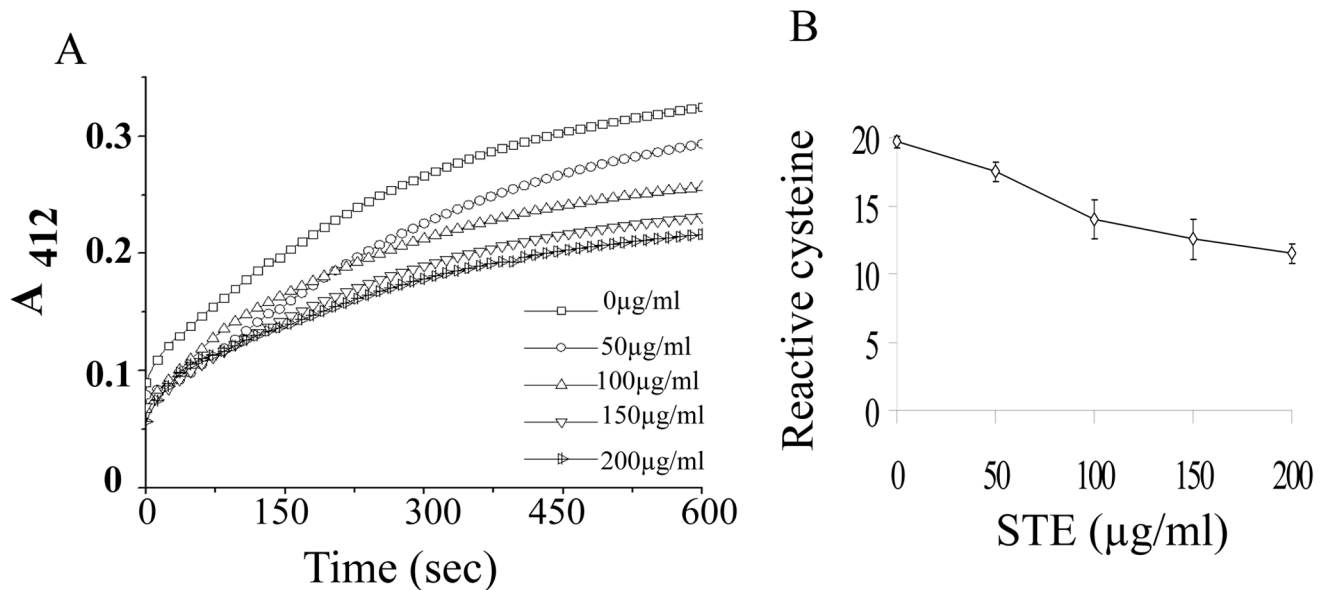 A
B
0.3
0.2
0.1
0
A 412
0 150 300 450 600
Time (sec)
0µg/ml
50µg/ml
100µg/ml
150µg/ml
200µg/ml
20
15
10
5
0
Reactive cysteine
0 50 100 150 200
STE (µg/ml)